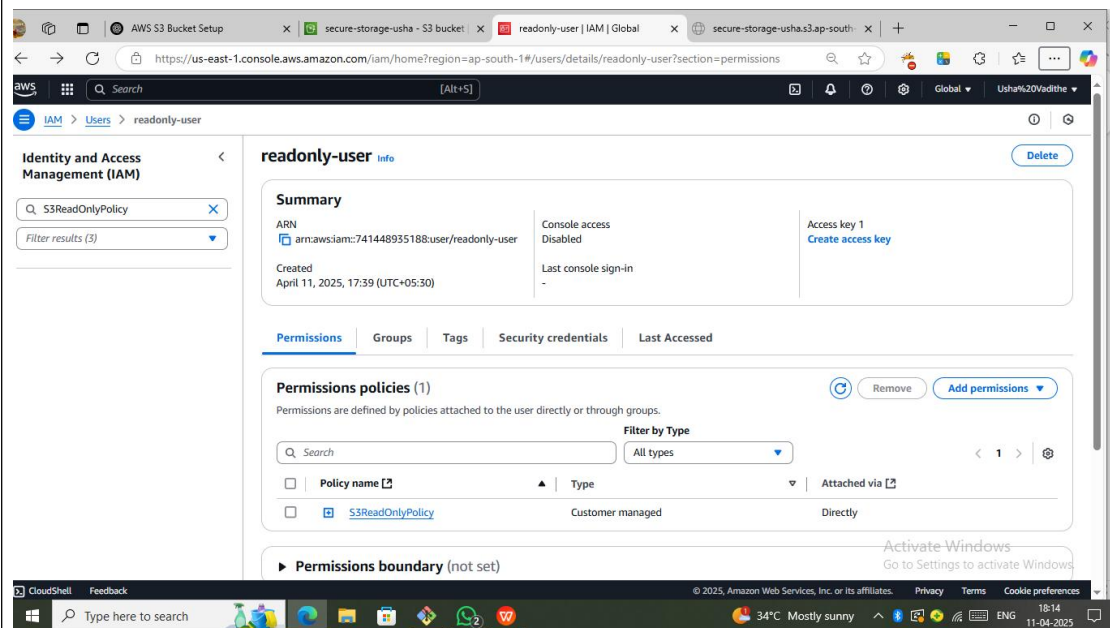 AWS S3 Bucket Setup
secure-storage-usha - S3 bucket
readonly-user | IAM | Global
secure-storage-usha.s3.ap-south-
https://us-east-1.console.aws.amazon.com/iam/home?region=ap-south-1#/users/details/readonly-user?section=permissions
aws
Search [Alt+S]
Global
Usha%20Vadithe
IAM > Users > readonly-user
Identity and Access
Management (IAM)
S3ReadOnlyPolicy
Filter results (3)
readonly-user Info
Delete
Summary
ARN
arn:aws:iam::741448935188:user/readonly-user
Created
April 11, 2025, 17:39 (UTC+05:30)
Console access
Disabled
Last console sign-in
-
Access key 1
Create access key
Permissions Groups Tags Security credentials Last Accessed
Permissions policies (1)
Remove
Add permissions
Permissions are defined by policies attached to the user directly or through groups.
Filter by Type
Search
All types
1
Policy name Type Attached via
S3ReadOnlyPolicy Customer managed Directly
Permissions boundary (not set)
Activate Windows
Go to Settings to activate Windows.
CloudShell Feedback © 2025, Amazon Web Services, Inc. or its affiliates. Privacy Terms Cookie preferences
Type here to search
2
34°C Mostly sunny
ENG
18:14
11-04-2025